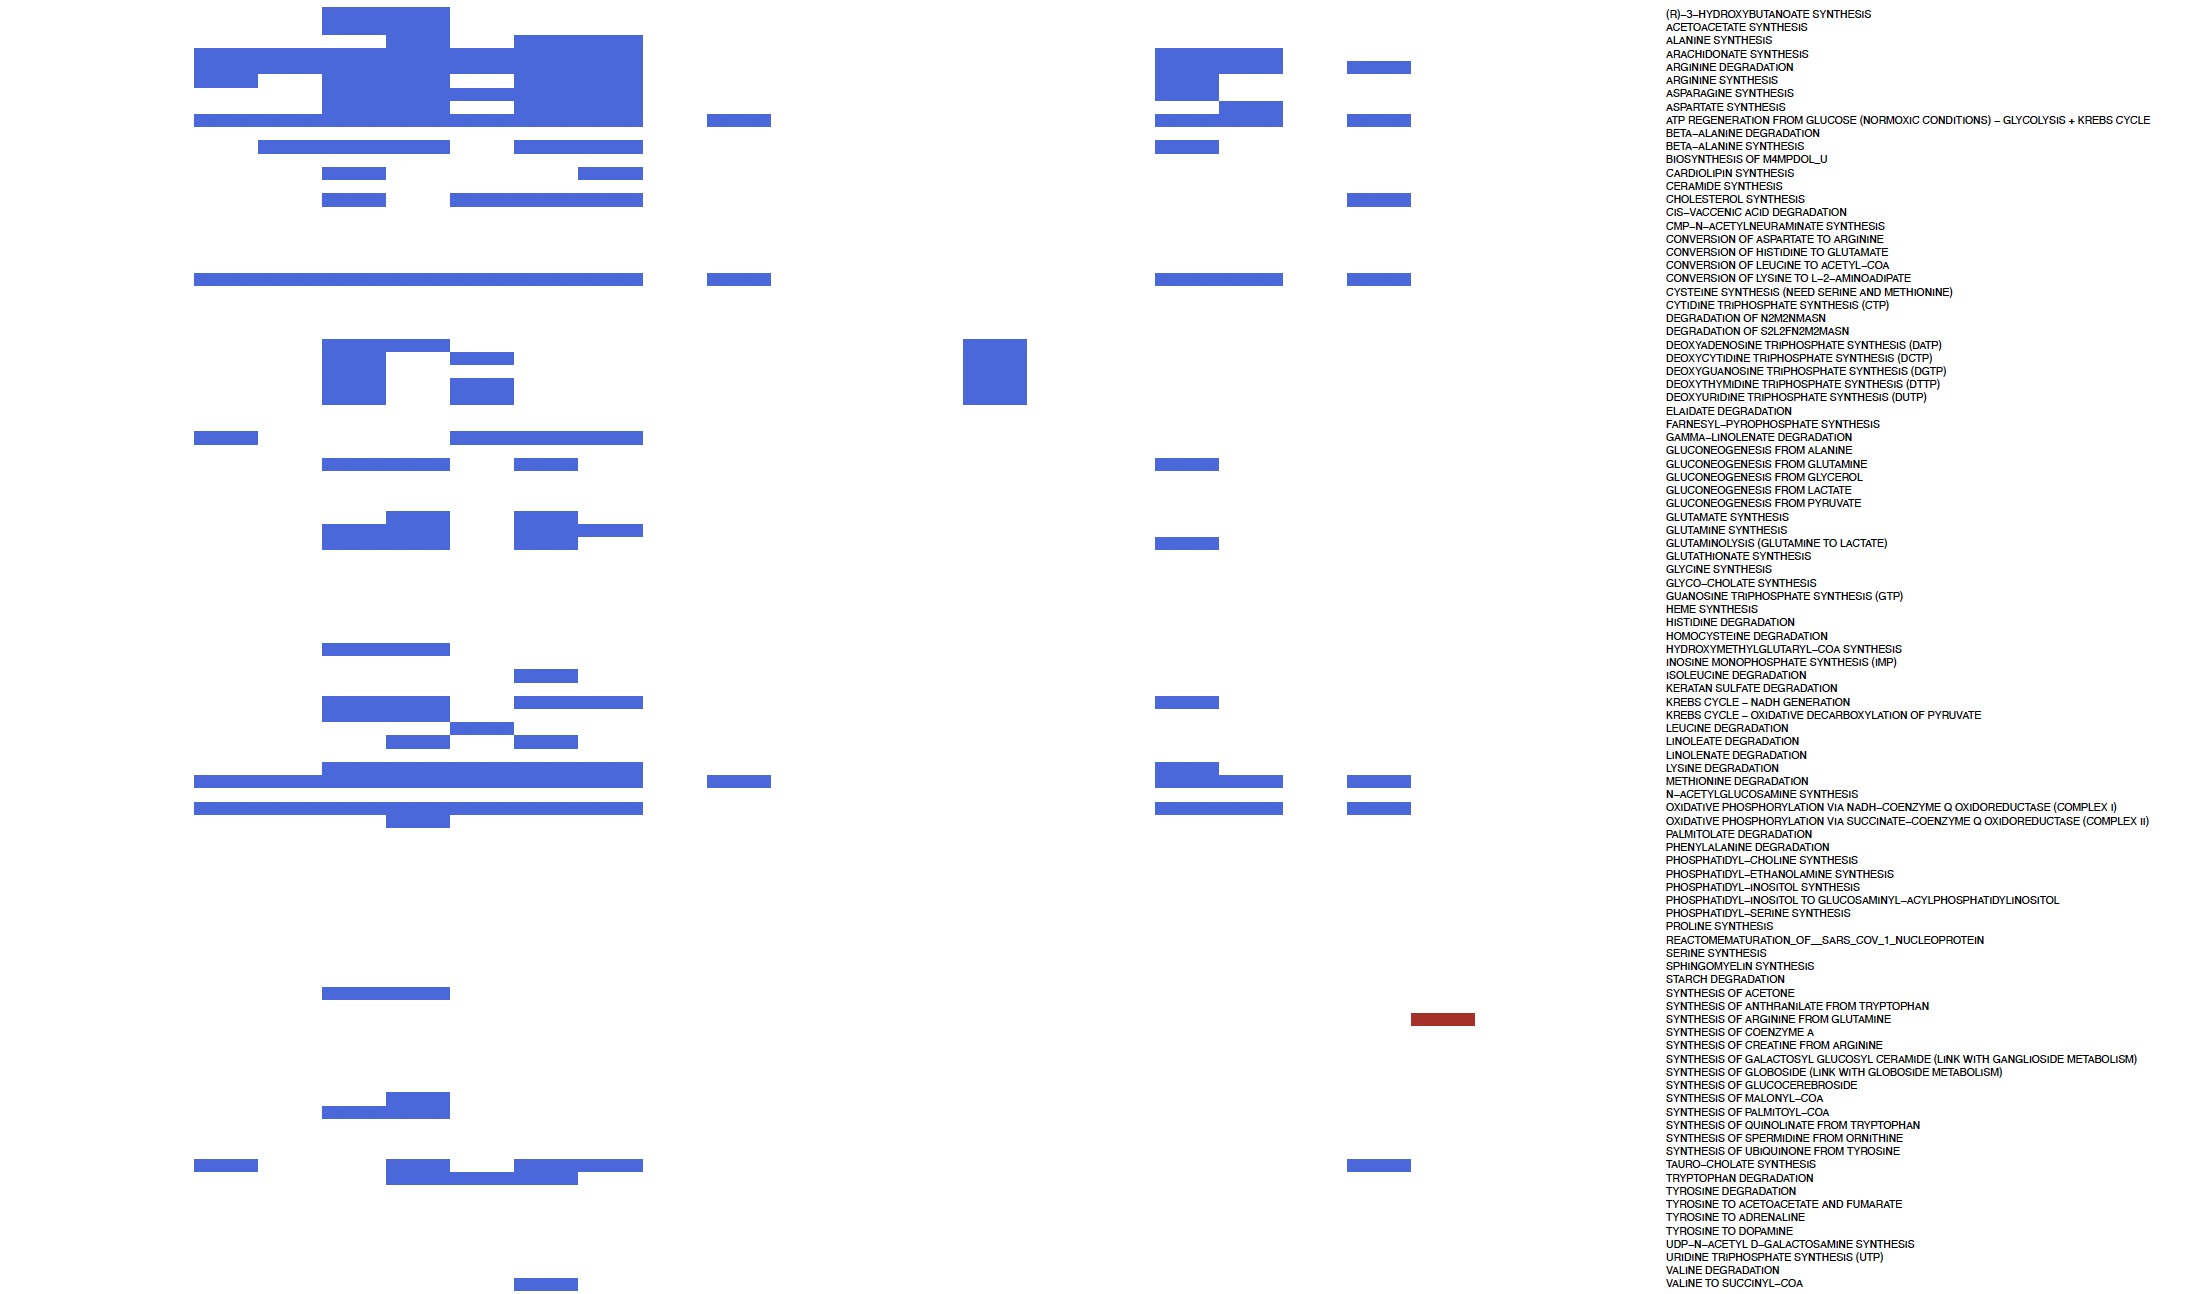 (R)−3−HYDROXYBUTANOATE SYNTHESIS
ACETOACETATE SYNTHESIS
ALANINE SYNTHESIS
ARACHIDONATE SYNTHESIS
ARGININE DEGRADATION
ARGININE SYNTHESIS
ASPARAGINE SYNTHESIS
ASPARTATE SYNTHESIS
ATP REGENERATION FROM GLUCOSE (NORMOXIC CONDITIONS) − GLYCOLYSIS + KREBS CYCLE
BETA−ALANINE DEGRADATION
BETA−ALANINE SYNTHESIS
BIOSYNTHESIS OF M4MPDOL_U
CARDIOLIPIN SYNTHESIS
CERAMIDE SYNTHESIS
CHOLESTEROL SYNTHESIS
CIS−VACCENIC ACID DEGRADATION
CMP−N−ACETYLNEURAMINATE SYNTHESIS
CONVERSION OF ASPARTATE TO ARGININE
CONVERSION OF HISTIDINE TO GLUTAMATE
CONVERSION OF LEUCINE TO ACETYL−COA
CONVERSION OF LYSINE TO L−2−AMINOADIPATE
CYSTEINE SYNTHESIS (NEED SERINE AND METHIONINE)
CYTIDINE TRIPHOSPHATE SYNTHESIS (CTP)
DEGRADATION OF N2M2NMASN
DEGRADATION OF S2L2FN2M2MASN
DEOXYADENOSINE TRIPHOSPHATE SYNTHESIS (DATP)
DEOXYCYTIDINE TRIPHOSPHATE SYNTHESIS (DCTP)
DEOXYGUANOSINE TRIPHOSPHATE SYNTHESIS (DGTP)
DEOXYTHYMIDINE TRIPHOSPHATE SYNTHESIS (DTTP)
DEOXYURIDINE TRIPHOSPHATE SYNTHESIS (DUTP)
ELAIDATE DEGRADATION
FARNESYL−PYROPHOSPHATE SYNTHESIS
GAMMA−LINOLENATE DEGRADATION
GLUCONEOGENESIS FROM ALANINE
GLUCONEOGENESIS FROM GLUTAMINE
GLUCONEOGENESIS FROM GLYCEROL
GLUCONEOGENESIS FROM LACTATE
GLUCONEOGENESIS FROM PYRUVATE
GLUTAMATE SYNTHESIS
GLUTAMINE SYNTHESIS
GLUTAMINOLYSIS (GLUTAMINE TO LACTATE)
GLUTATHIONATE SYNTHESIS
GLYCINE SYNTHESIS
GLYCO−CHOLATE SYNTHESIS
GUANOSINE TRIPHOSPHATE SYNTHESIS (GTP)
HEME SYNTHESIS
HISTIDINE DEGRADATION
HOMOCYSTEINE DEGRADATION
HYDROXYMETHYLGLUTARYL−COA SYNTHESIS
INOSINE MONOPHOSPHATE SYNTHESIS (IMP)
ISOLEUCINE DEGRADATION
KERATAN SULFATE DEGRADATION
KREBS CYCLE − NADH GENERATION
KREBS CYCLE − OXIDATIVE DECARBOXYLATION OF PYRUVATE
LEUCINE DEGRADATION
LINOLEATE DEGRADATION
LINOLENATE DEGRADATION
LYSINE DEGRADATION
METHIONINE DEGRADATION
N−ACETYLGLUCOSAMINE SYNTHESIS
OXIDATIVE PHOSPHORYLATION VIA NADH−COENZYME Q OXIDOREDUCTASE (COMPLEX I)
OXIDATIVE PHOSPHORYLATION VIA SUCCINATE−COENZYME Q OXIDOREDUCTASE (COMPLEX II)
PALMITOLATE DEGRADATION
PHENYLALANINE DEGRADATION
PHOSPHATIDYL−CHOLINE SYNTHESIS
PHOSPHATIDYL−ETHANOLAMINE SYNTHESIS
PHOSPHATIDYL−INOSITOL SYNTHESIS
PHOSPHATIDYL−INOSITOL TO GLUCOSAMINYL−ACYLPHOSPHATIDYLINOSITOL
PHOSPHATIDYL−SERINE SYNTHESIS
PROLINE SYNTHESIS
REACTOMEMATURATION_OF__SARS_COV_1_NUCLEOPROTEIN
SERINE SYNTHESIS
SPHINGOMYELIN SYNTHESIS
STARCH DEGRADATION
SYNTHESIS OF ACETONE
SYNTHESIS OF ANTHRANILATE FROM TRYPTOPHAN
SYNTHESIS OF ARGININE FROM GLUTAMINE
SYNTHESIS OF COENZYME A
SYNTHESIS OF CREATINE FROM ARGININE
SYNTHESIS OF GALACTOSYL GLUCOSYL CERAMIDE (LINK WITH GANGLIOSIDE METABOLISM)
SYNTHESIS OF GLOBOSIDE (LINK WITH GLOBOSIDE METABOLISM)
SYNTHESIS OF GLUCOCEREBROSIDE
SYNTHESIS OF MALONYL−COA
SYNTHESIS OF PALMITOYL−COA
SYNTHESIS OF QUINOLINATE FROM TRYPTOPHAN
SYNTHESIS OF SPERMIDINE FROM ORNITHINE
SYNTHESIS OF UBIQUINONE FROM TYROSINE
TAURO−CHOLATE SYNTHESIS
TRYPTOPHAN DEGRADATION
TYROSINE DEGRADATION
TYROSINE TO ACETOACETATE AND FUMARATE
TYROSINE TO ADRENALINE
TYROSINE TO DOPAMINE
UDP−N−ACETYL D−GALACTOSAMINE SYNTHESIS
URIDINE TRIPHOSPHATE SYNTHESIS (UTP)
VALINE DEGRADATION
VALINE TO SUCCINYL−COA